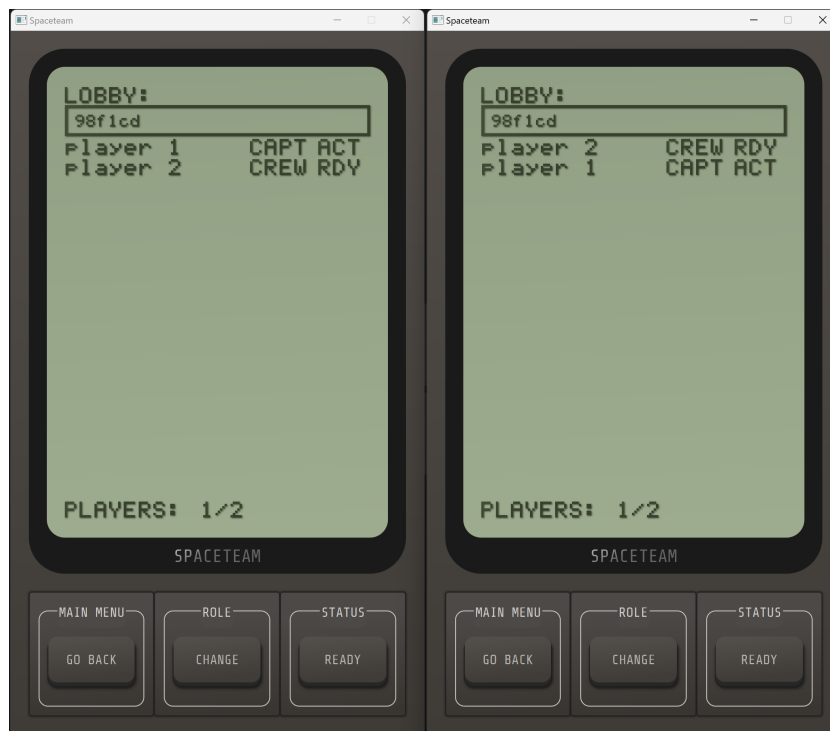 Spaceteam
LOBBY:
98f1cd
player 1 CAPT ACT
player 2 CREW RDY
PLAYERS: 1/2
SPACETEAM
MAIN MENU ROLE STATUS
GO BACK CHANGE READY
Spaceteam
LOBBY:
98f1cd
player 2 CREW RDY
player 1 CAPT ACT
PLAYERS: 1/2
SPACETEAM
MAIN MENU ROLE STATUS
GO BACK CHANGE READY